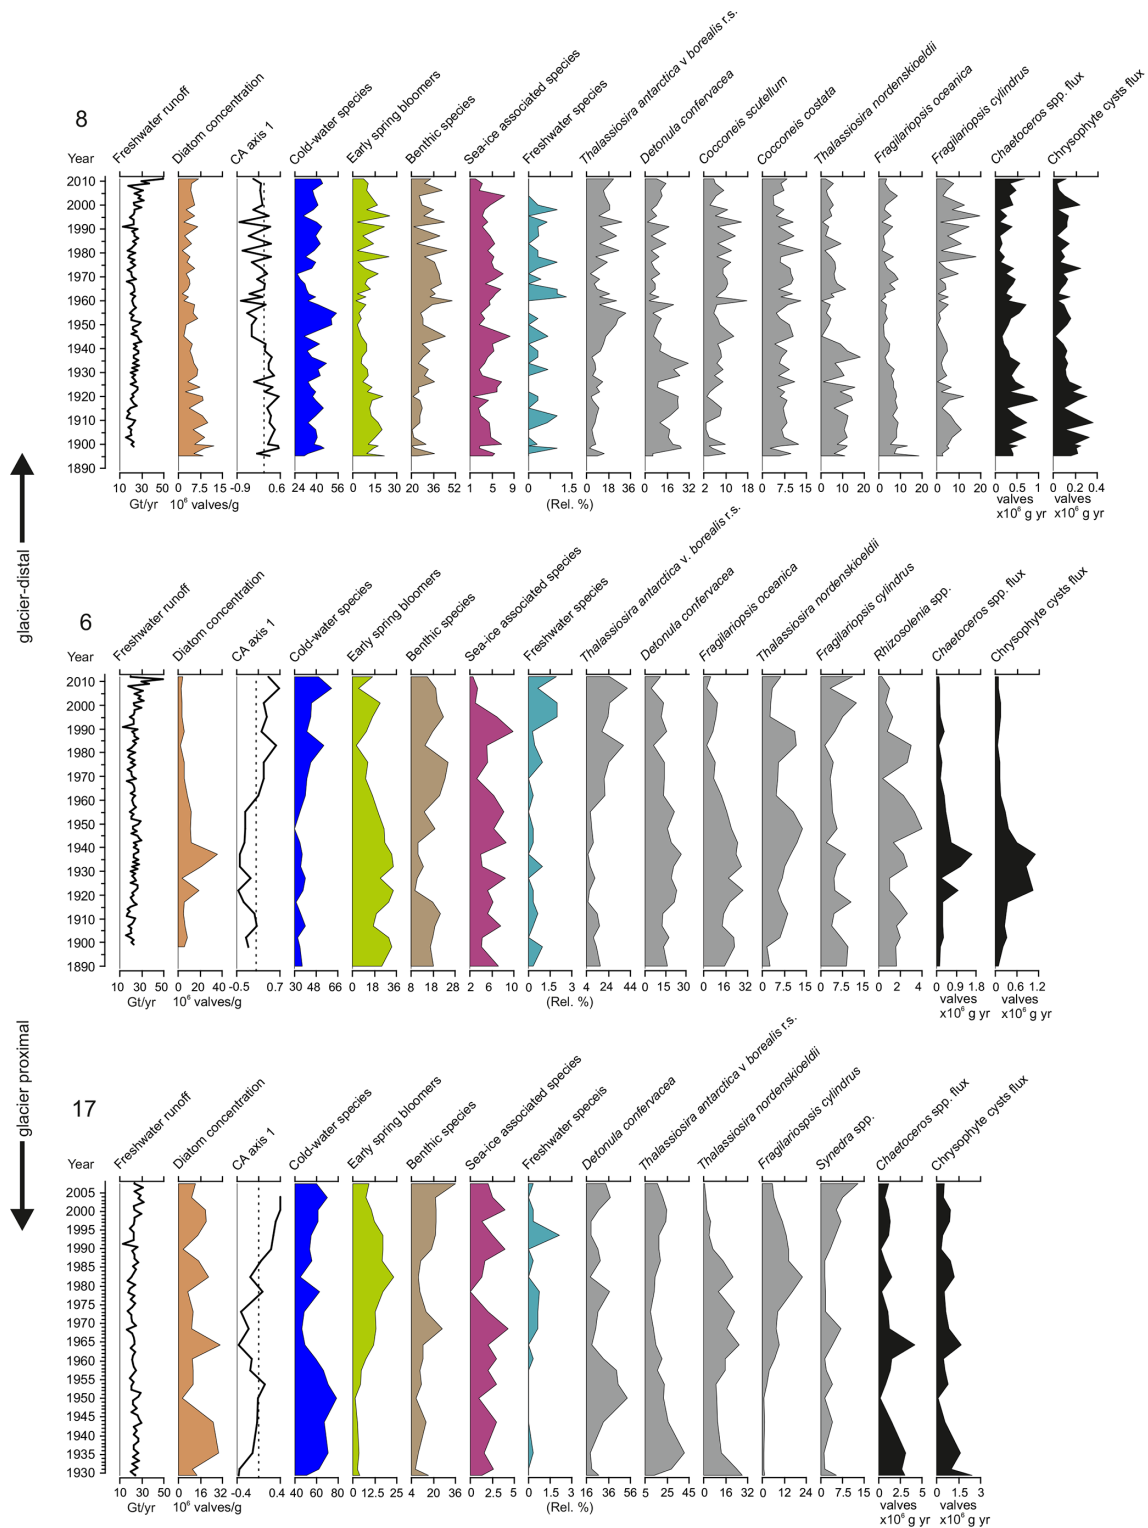 8
Year
Freshwater runoff
Diatom concentration
CA axis 1
Cold-water species
Early spring bloomers
Benthic species
Sea-ice associated species
Freshwater species
Thalassiosira antarctica v borealis r.s.
Detonula confervacea
Cocconeis scutellum
Cocconeis costata
Thalassiosira nordenskioeldii
Fragilariopsis oceanica
Fragilariopsis cylindrus
Chaetoceros spp. flux
Chrysophyte cysts flux
2010
2000
1990
1980
1970
1960
1950
1940
1930
1920
1910
1900
1890
10 30 50 0 7.5 15 -0.9 0.6 24 40 56 0 15 30 20 36 52 1 5 9 0 1.5 0 18 36 0 16 32 2 10 18 0 7.5 15 0 10 20 0 10 20 0 10 20 0 0.5 1 0 0.2 0.4
Gt/yr 10⁶ valves/g (Rel. %) valves x10⁶ g yr valves x10⁶ g yr
glacier-distal
6
Year
Freshwater runoff
Diatom concentration
CA axis 1
Cold-water species
Early spring bloomers
Benthic species
Sea-ice associated species
Freshwater species
Thalassiosira antarctica v. borealis r.s.
Detonula confervacea
Fragilariopsis oceanica
Thalassiosira nordenskioeldii
Fragilariopsis cylindrus
Rhizosolenia spp.
Chaetoceros spp. flux
Chrysophyte cysts flux
2010
2000
1990
1980
1970
1960
1950
1940
1930
1920
1910
1900
1890
10 30 50 0 20 40 -0.5 0.7 30 48 66 0 18 36 8 18 28 2 6 10 0 1.5 3 4 24 44 0 15 30 0 16 32 0 7.5 15 0 7.5 15 0 2 4 0 0.9 1.8 0 0.6 1.2
Gt/yr 10⁶ valves/g (Rel. %) valves x10⁶ g yr valves x10⁶ g yr
glacier proximal
17
Year
Freshwater runoff
Diatom concentration
CA axis 1
Cold-water species
Early spring bloomers
Benthic species
Sea-ice associated species
Freshwater speceis
Detonula confervacea
Thalassiosira antarctica v borealis r.s.
Thalassiosira nordenskioeldii
Fragilariopsis cylindrus
Synedra spp.
Chaetoceros spp. flux
Chrysophyte cysts flux
2005
2000
1995
1990
1985
1980
1975
1970
1965
1960
1955
1950
1945
1940
1935
1930
10 30 50 0 16 32 -0.4 0.4 40 60 80 0 12.5 25 4 20 36 0 2.5 5 0 1.5 3 16 36 56 5 25 45 0 16 32 0 12 24 0 7.5 15 0 2.5 5 0 1.5 3
Gt/yr 10⁶ valves/g (Rel. %) valves x10⁶ g yr valves x10⁶ g yr